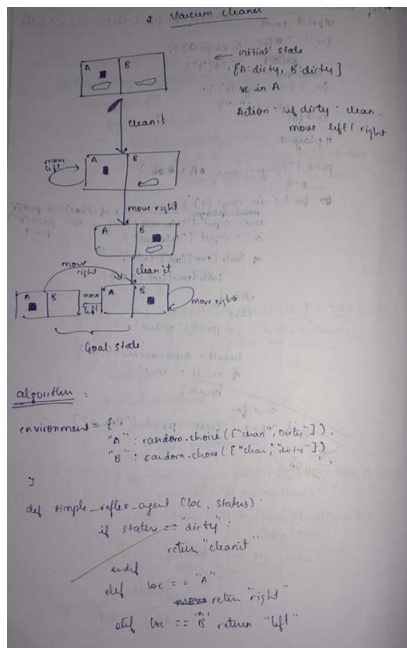 2. Vacuum cleaner
← initial state
[A: dirty, B: dirty]
vc in A
Action: if dirty: clean.
move left / right
A B
clean it
move left
A B
move right
A B
clean it
move right
A B
move left
A B
move right
Goal state
algorithm :
environment = {
"A" : random.choice(["clean", "Dirty"]).
"B" : random.choice(["clean", "dirty"])
}
def simple_reflex_agent (loc, status):
if status == "dirty":
return "cleanit"
endif
elif loc == "A"
return "right"
elif loc == "B" return "left"